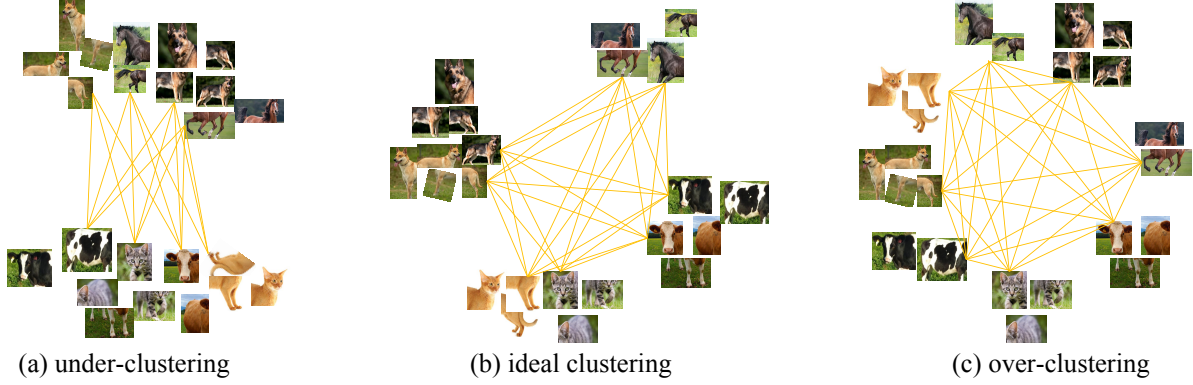 (a) under-clustering
(b) ideal clustering
(c) over-clustering